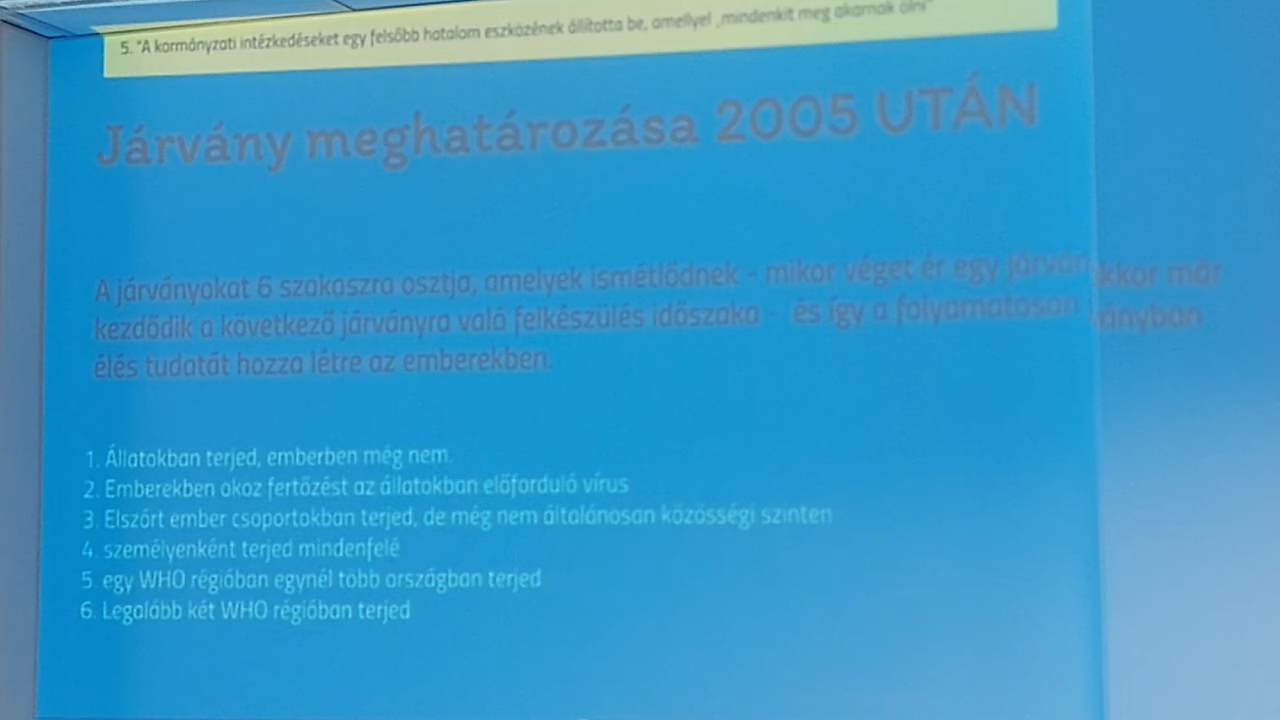 5. "A kormányzati intézkedéseket egy felsőbb hatalom eszközének állította be, amellyel „mindenkit meg akarnak ölni"
Járvány meghatározása 2005 UTÁN
A járványokat 6 szakaszra osztja, amelyek ismétlődnek - mikor véget ér egy járván akkor már
kezdődik a következő járványra való felkészülés időszaka - és így a folyamatosan
élés tudatát hozza létre az emberekben.
1. Állatokban terjed, emberben még nem.
2. Emberekben okoz fertőzést az állatokban előforduló vírus
3. Elszórt ember csoportokban terjed, de még nem általánosan közösségi szinten
4. személyenként terjed mindenfelé
5. egy WHO régióban egynél több országban terjed
6. Legalább két WHO régióban terjed